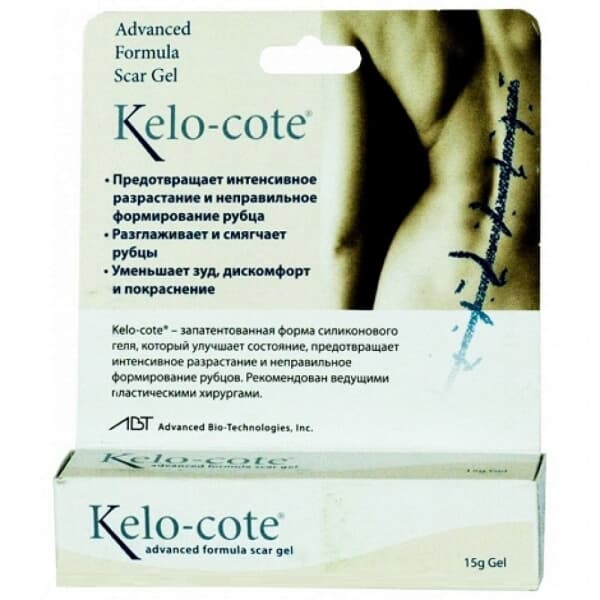 Advanced
Formula
Scar Gel
Kelo-cote®
• Предотвращает интенсивное
разрастание и неправильное
формирование рубца
• Разглаживает и смягчает
рубцы
• Уменьшает зуд, дискомфорт
и покраснение
Kelo-cote® – запатентованная форма силиконового
геля, который улучшает состояние, предотвращает
интенсивное разрастание и неправильное
формирование рубцов. Рекомендован ведущими
пластическими хирургами.
ABT Advanced Bio-Technologies, Inc.
Kelo-cote®
advanced formula scar gel
15g Gel
Kelo-cote®
advanced formula scar gel
15g Gel